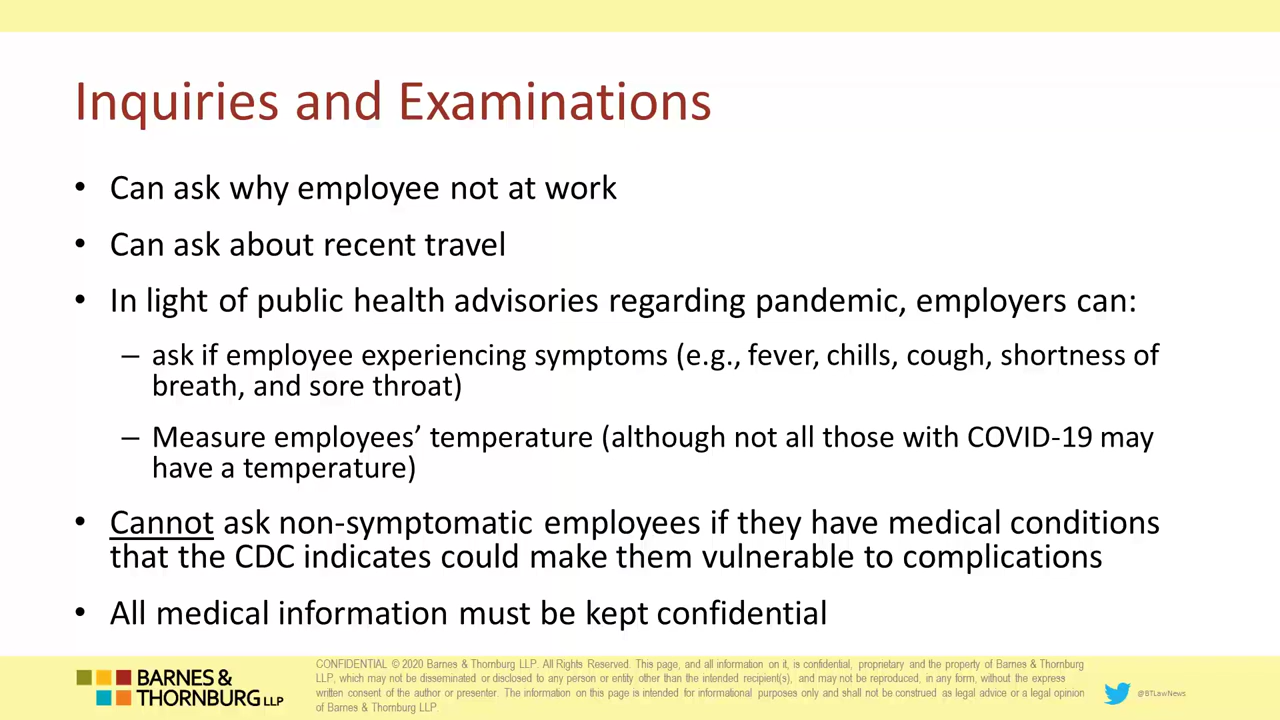 Inquiries and Examinations
• Can ask why employee not at work
• Can ask about recent travel
• In light of public health advisories regarding pandemic, employers can:
– ask if employee experiencing symptoms (e.g., fever, chills, cough, shortness of
breath, and sore throat)
– Measure employees’ temperature (although not all those with COVID-19 may
have a temperature)
• Cannot ask non-symptomatic employees if they have medical conditions
that the CDC indicates could make them vulnerable to complications
• All medical information must be kept confidential
BARNES &
THORNBURG LLP
CONFIDENTIAL © 2020 Barnes & Thornburg LLP. All Rights Reserved. This page, and all information on it, is confidential, proprietary and the property of Barnes & Thornburg
LLP, which may not be disseminated or disclosed to any person or entity other than the intended recipient(s), and may not be reproduced, in any form, without the express
written consent of the author or presenter. The information on this page is intended for informational purposes only and shall not be construed as legal advice or a legal opinion
of Barnes & Thornburg LLP.
@BTLawNews